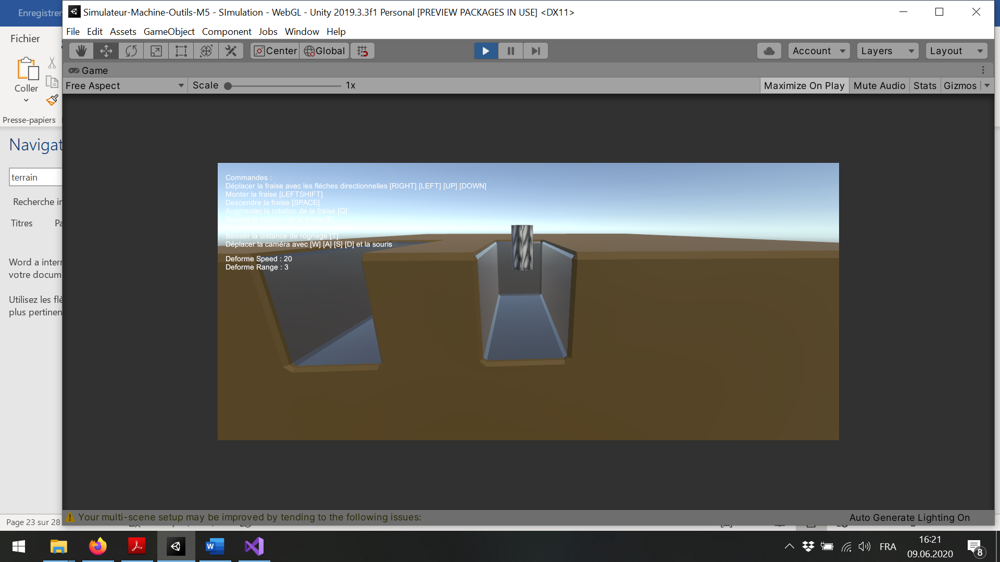 Enregistrer
Simulateur-Machine-Outils-M5 - SImulation - WebGL - Unity 2019.3.3f1 Personal [PREVIEW PACKAGES IN USE] <DX11>
File Edit Assets GameObject Component Jobs Window Help
Fichier
Center Global Account Layers Layout
Game
Free Aspect Scale 1x Maximize On Play Mute Audio Stats Gizmos
Coller
Presse-papiers
Navigat
terrain
Recherche in
Titres Pa
Word a interr
votre docum
Utilisez les flè
plus pertinen
Commandes :
Déplacer la fraise avec les flèches directionnelles [RIGHT] [LEFT] [UP] [DOWN]
Monter la fraise [LEFTSHIFT]
Descendre la fraise [SPACE]
Augmenter la rotation de la fraise [O]
Baisser la rotation de la fraise
Baisser la distance de rognage [T]
Déplacer la caméra avec [W] [A] [S] [D] et la souris
Deforme Speed : 20
Deforme Range : 3
Your multi-scene setup may be improved by tending to the following issues:
Auto Generate Lighting On
Page 23 sur 28
FRA
16:21
09.06.2020
8